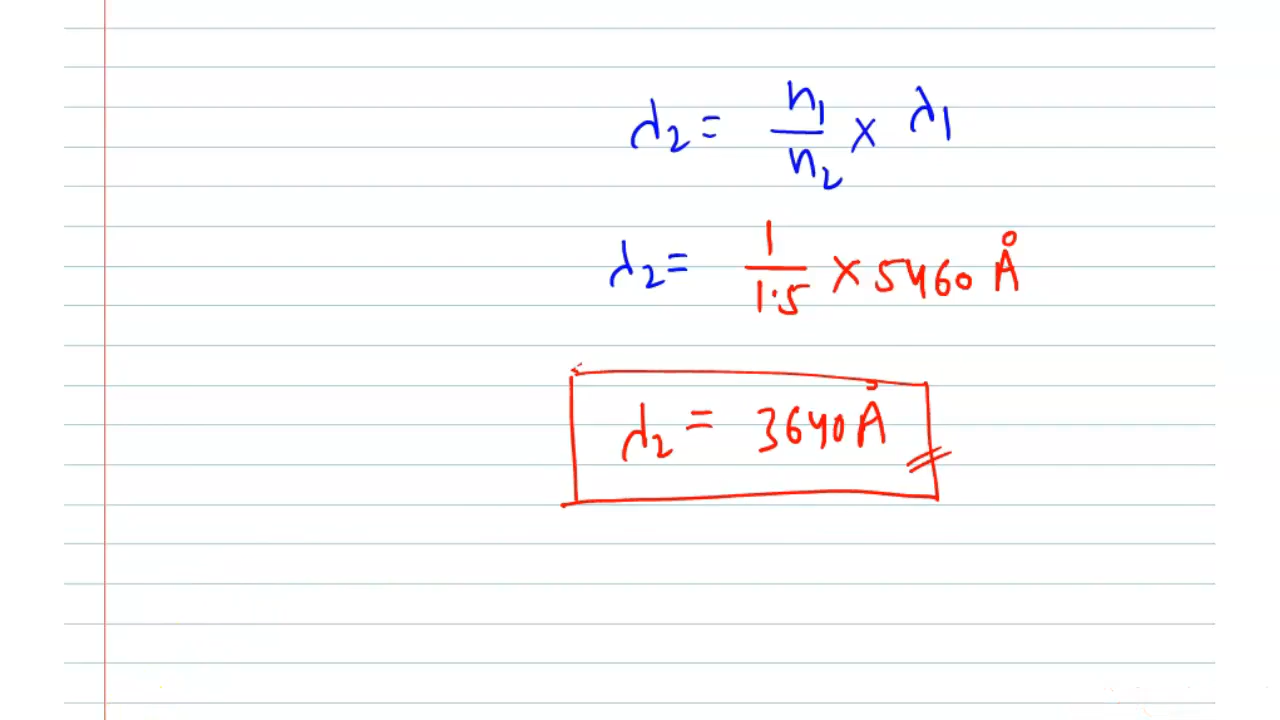 λ2 = n1/n2 × λ1
λ2 = 1/1.5 × 5460 Å
λ2 = 3640 Å